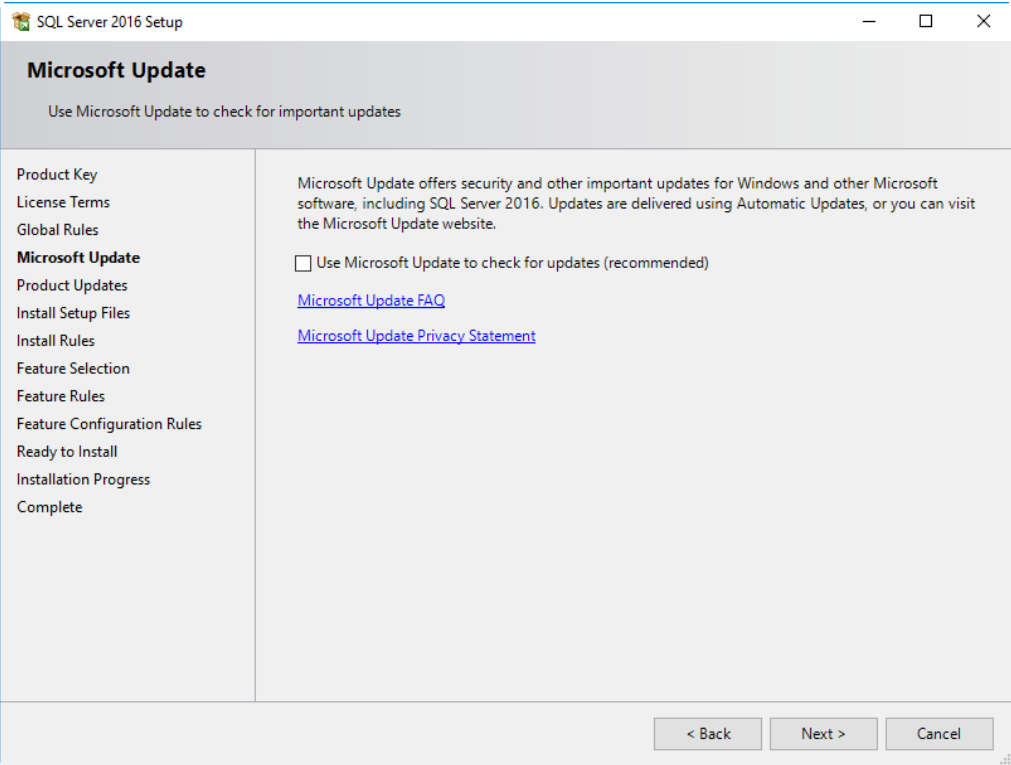 SQL Server 2016 Setup
Microsoft Update
Use Microsoft Update to check for important updates
Product Key
License Terms
Global Rules
Microsoft Update
Product Updates
Install Setup Files
Install Rules
Feature Selection
Feature Rules
Feature Configuration Rules
Ready to Install
Installation Progress
Complete
Microsoft Update offers security and other important updates for Windows and other Microsoft
software, including SQL Server 2016. Updates are delivered using Automatic Updates, or you can visit
the Microsoft Update website.
Use Microsoft Update to check for updates (recommended)
Microsoft Update FAQ
Microsoft Update Privacy Statement
< Back
Next >
Cancel